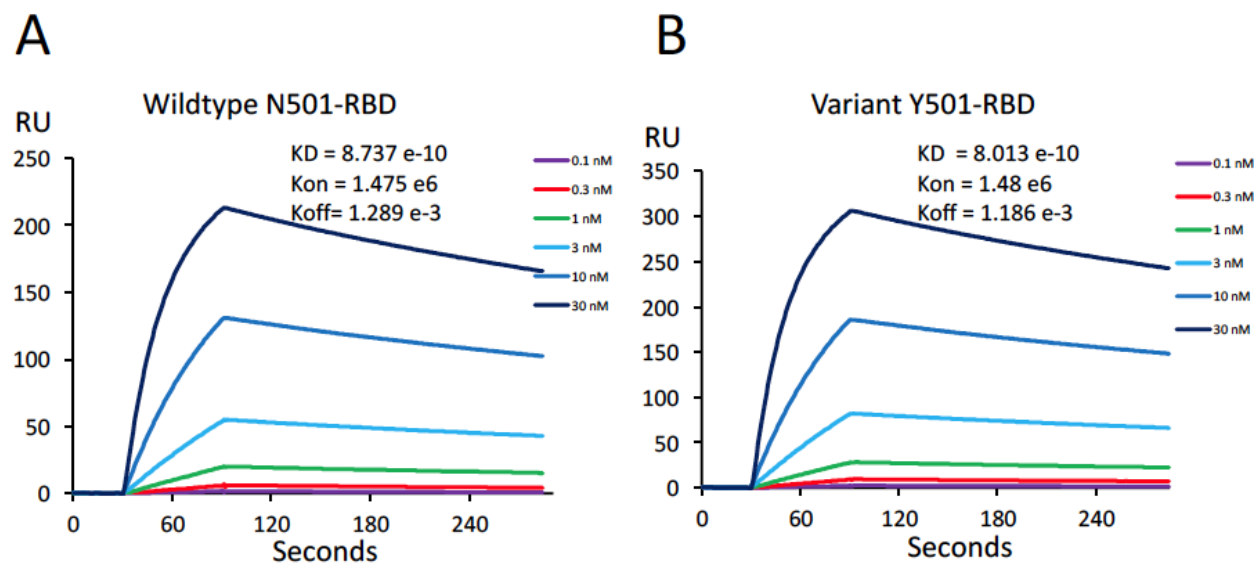 A
Wildtype N501-RBD
RU
KD = 8.737 e-10
Kon = 1.475 e6
Koff= 1.289 e-3
250
200
150
100
50
0
0 60 120 180 240
Seconds
0.1 nM
0.3 nM
1 nM
3 nM
10 nM
30 nM
B
Variant Y501-RBD
RU
KD = 8.013 e-10
Kon = 1.48 e6
Koff = 1.186 e-3
350
300
250
200
150
100
50
0
0 60 120 180 240
Seconds
0.1 nM
0.3 nM
1 nM
3 nM
10 nM
30 nM